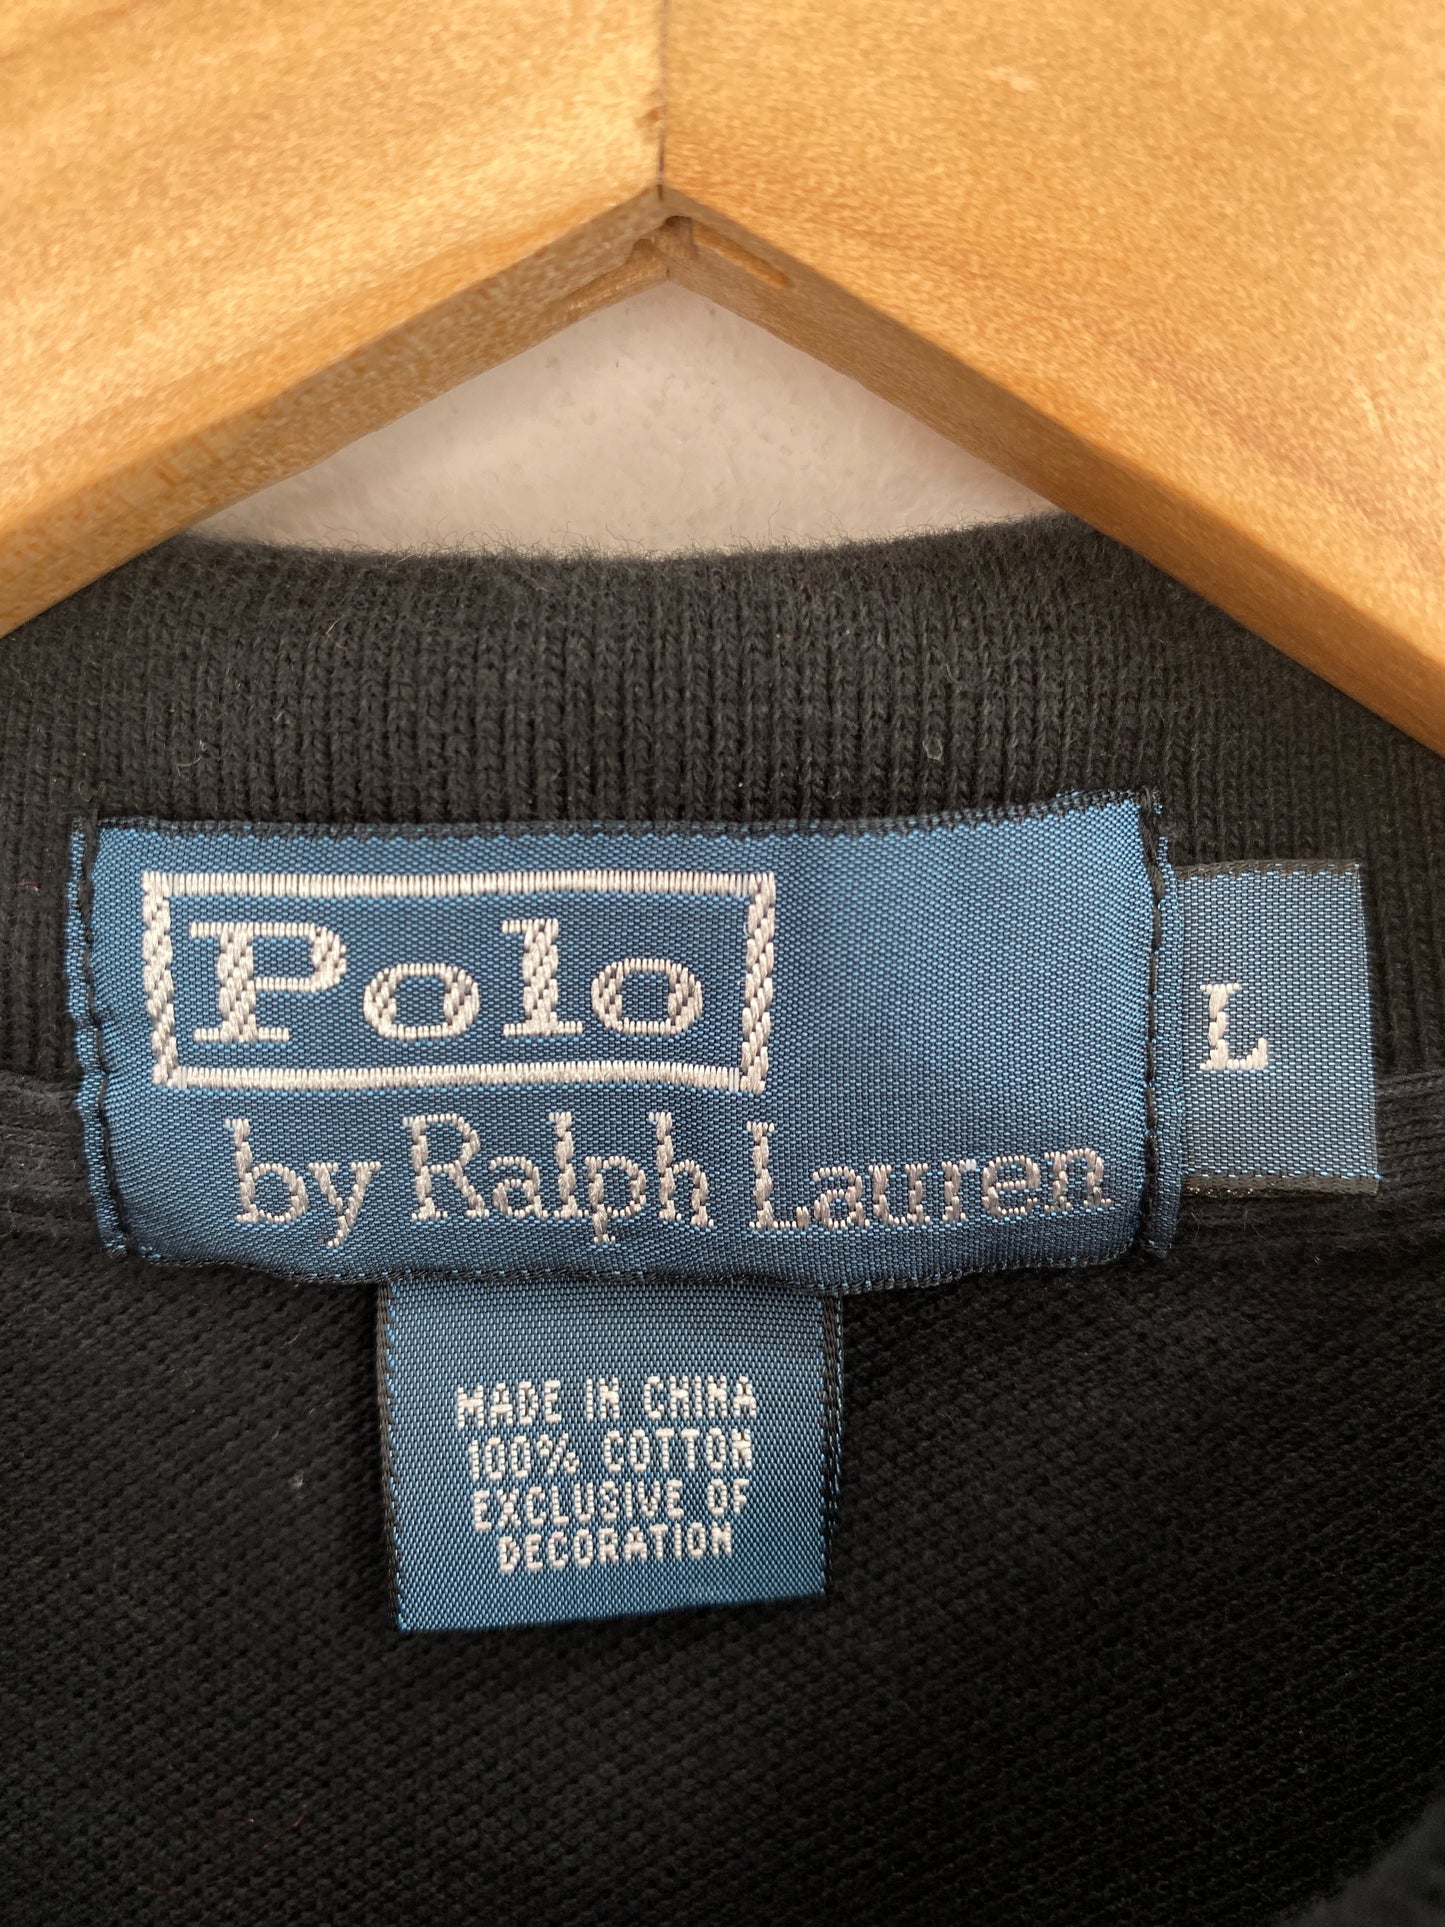 Polo
by Ralph Lauren
L
MADE IN CHINA
100% COTTON
EXCLUSIVE OF
DECORATION